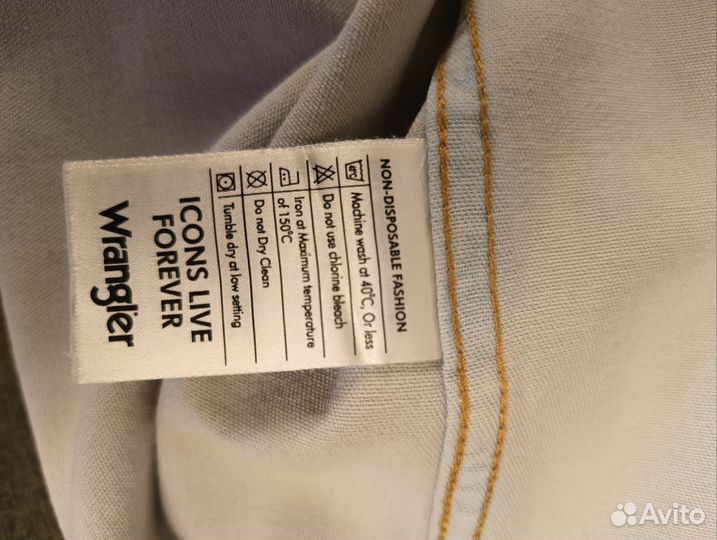 NON-DISPOSABLE FASHION
Machine wash at 40°C, Or less
Do not use chlorine bleach
Iron at Maximum temperature
of 150°C
Do not Dry Clean
Tumble dry at low setting
ICONS LIVE
FOREVER
Wrangler
Avito